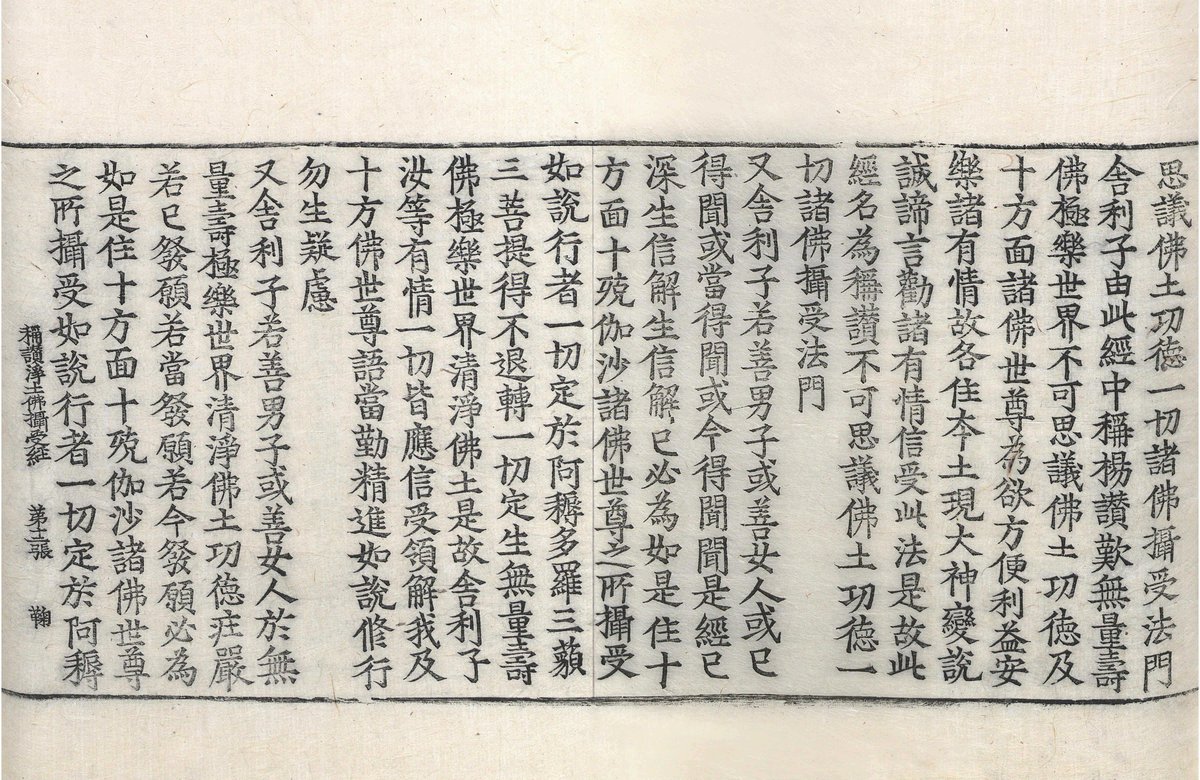 思議佛土功徳一切諸佛攝受法門
舍利子由此經中稱揚讚歎無量壽
佛極樂世界不可思議佛土功徳及
十方面諸佛世尊為欲方便利益安
樂諸有情故各住本土現大神變說
誠諦言勸諸有情信受此法是故此
經名為稱讃不可思議佛土功徳一
切諸佛攝受法門
又舍利子若善男子或善女人或已
得聞或當得聞或今得聞聞是經已
深生信解生信解已必為如是住十
方面十殑伽沙諸佛世尊之所攝受
如說行者一切定於阿耨多羅三藐
三菩提得不退轉一切定生無量壽
佛極樂世界清淨佛土是故舍利子
汝等有情一切皆應信受領解我及
十方佛世尊語當勤精進如說修行
勿生疑慮
又舍利子若善男子或善女人於無
量壽極樂世界清淨佛土功徳莊嚴
若已發願若當發願若今發願必為
如是住十方面十殑伽沙諸佛世尊
之所攝受如說行者一切定於阿耨
稱讃淨土佛攝受経 第十二張 鞠